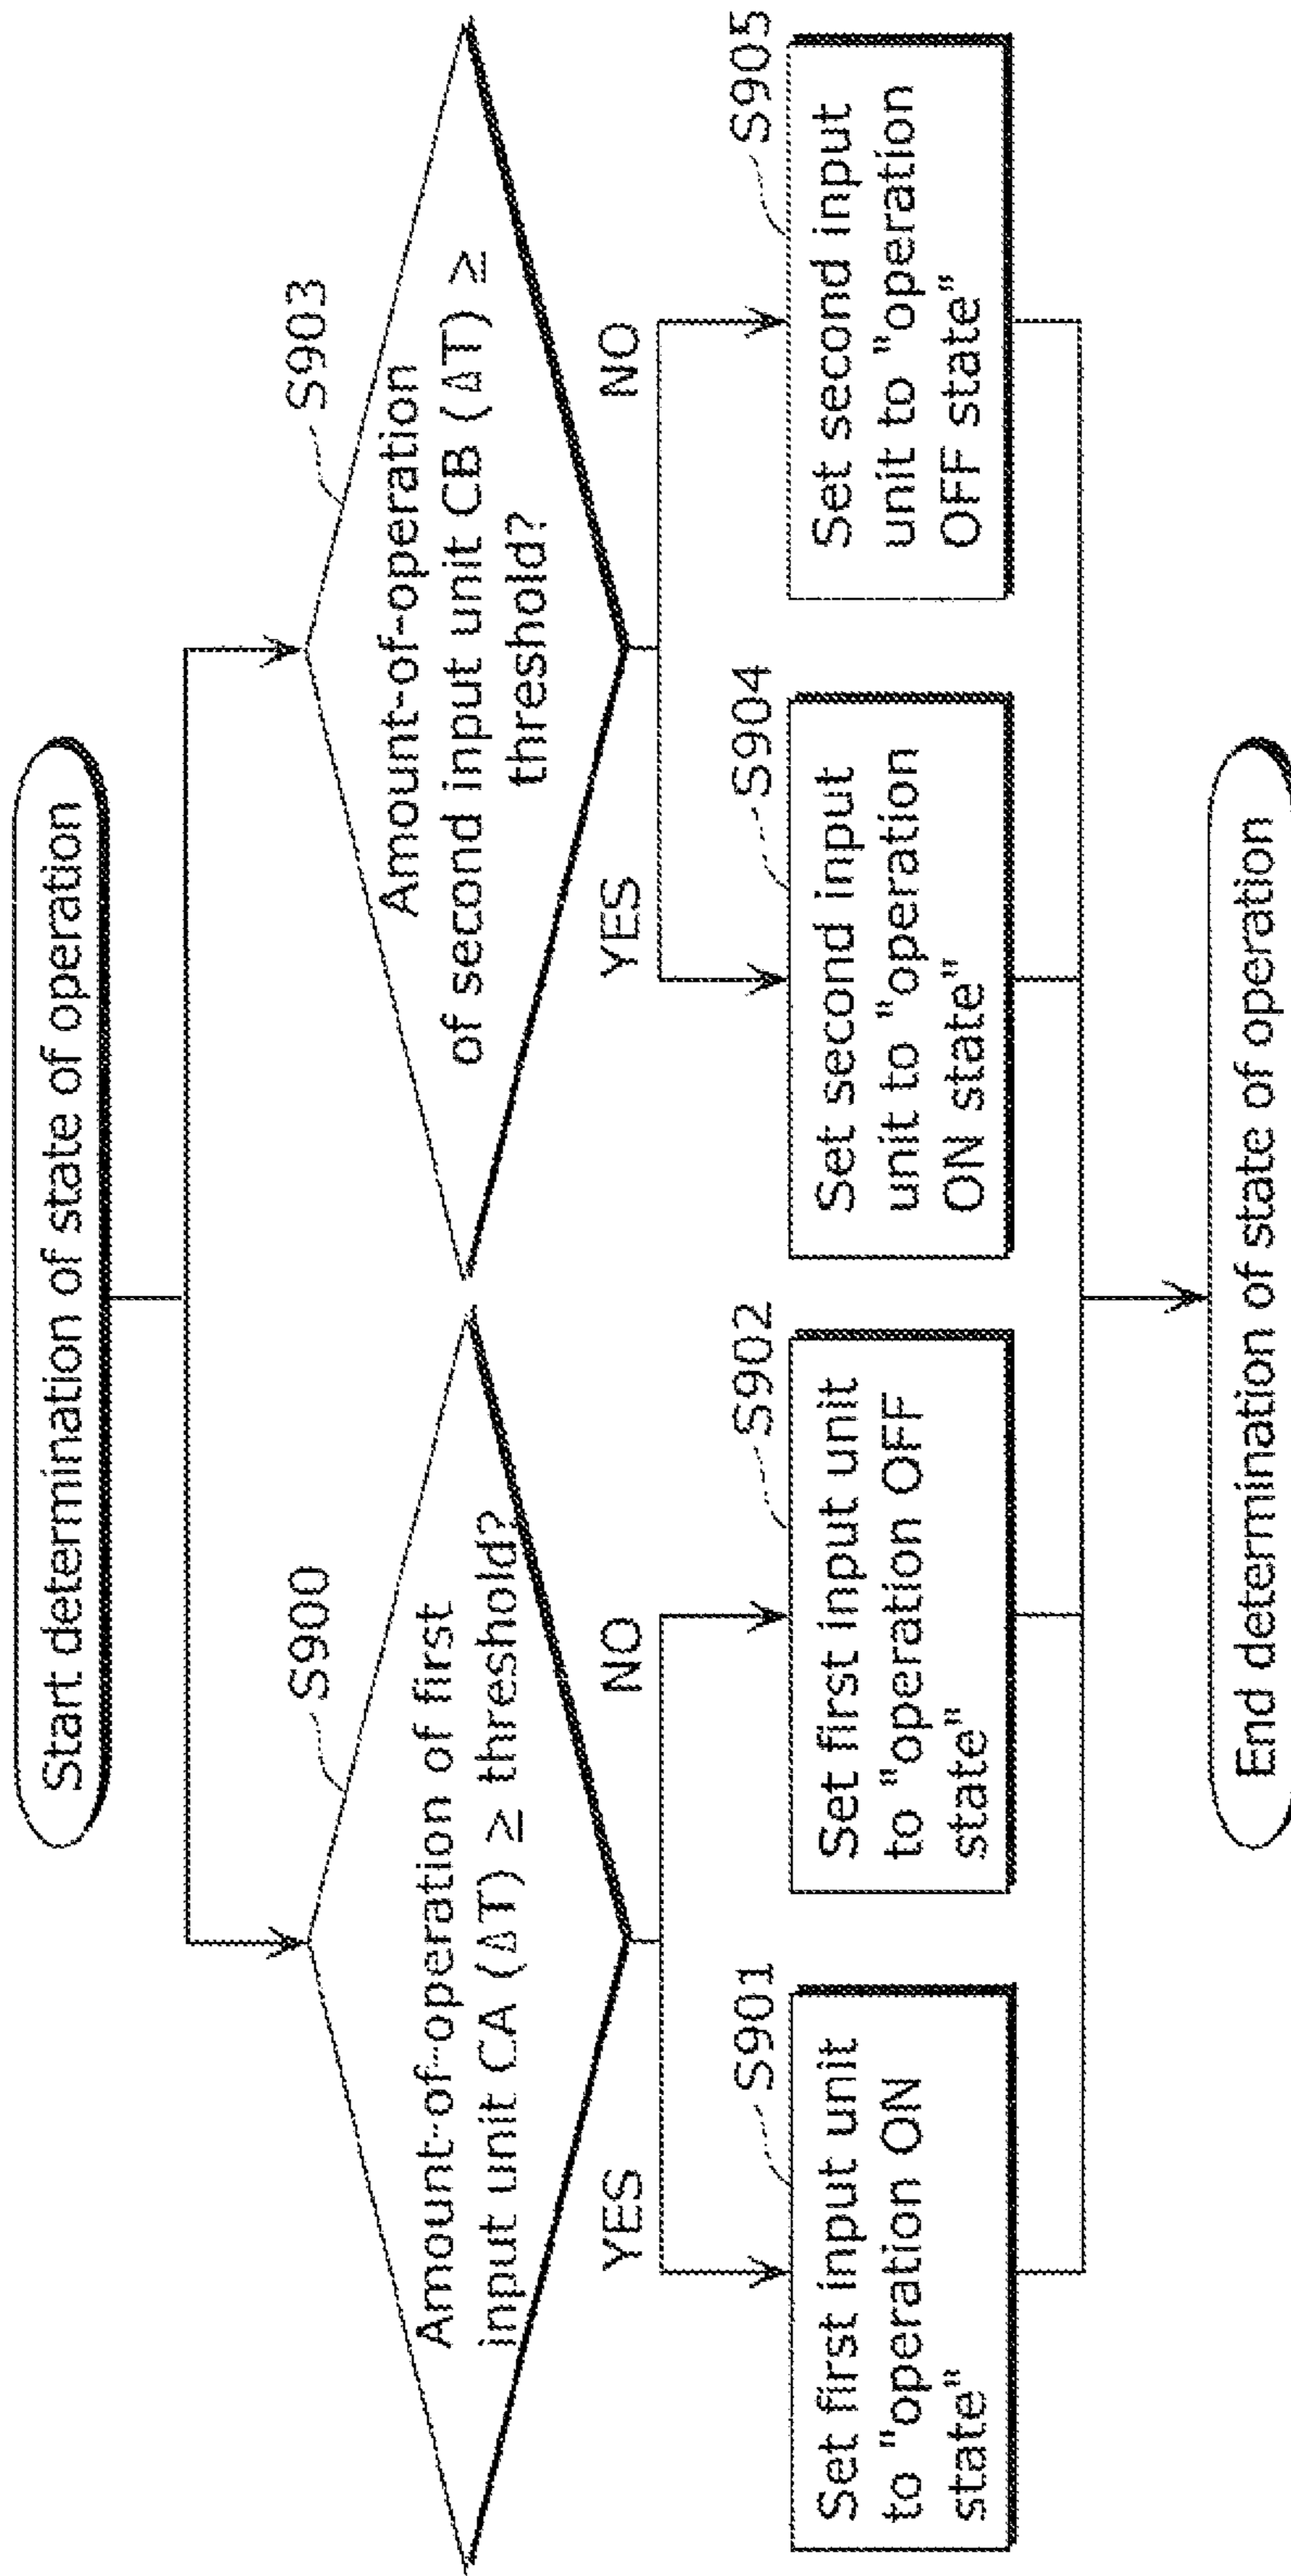 Start determination of state of operation
S900
Amount-of-operation of first
input unit CA (ΔT) ≥ threshold?
YES
NO
S901
Set first input unit
to "operation ON
state"
S902
Set first input unit
to "operation OFF
state"
S903
Amount-of-operation
of second input unit CB (ΔT) ≥
threshold?
YES
NO
S904
Set second input
unit to "operation
ON state"
S905
Set second input
unit to "operation
OFF state"
End determination of state of operation